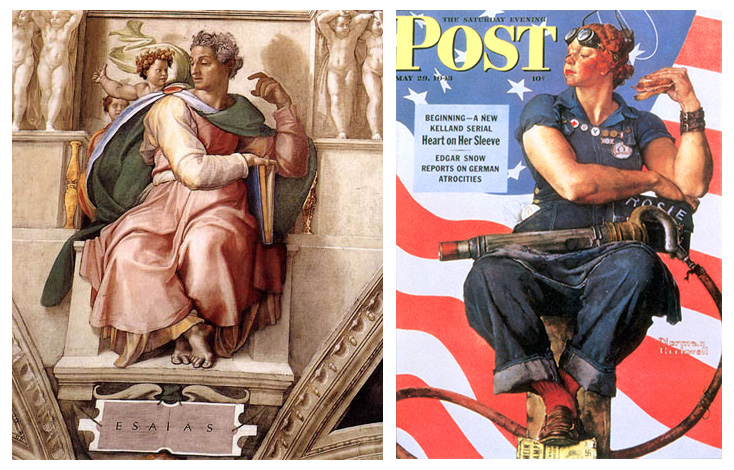 ESAIAS
THE SATURDAY EVENING
POST
MAY 29, 1943 10¢
BEGINNING—A NEW
KELLAND SERIAL
Heart on Her Sleeve
EDGAR SNOW
REPORTS ON GERMAN
ATROCITIES
ROSIE
Norman
Rockwell